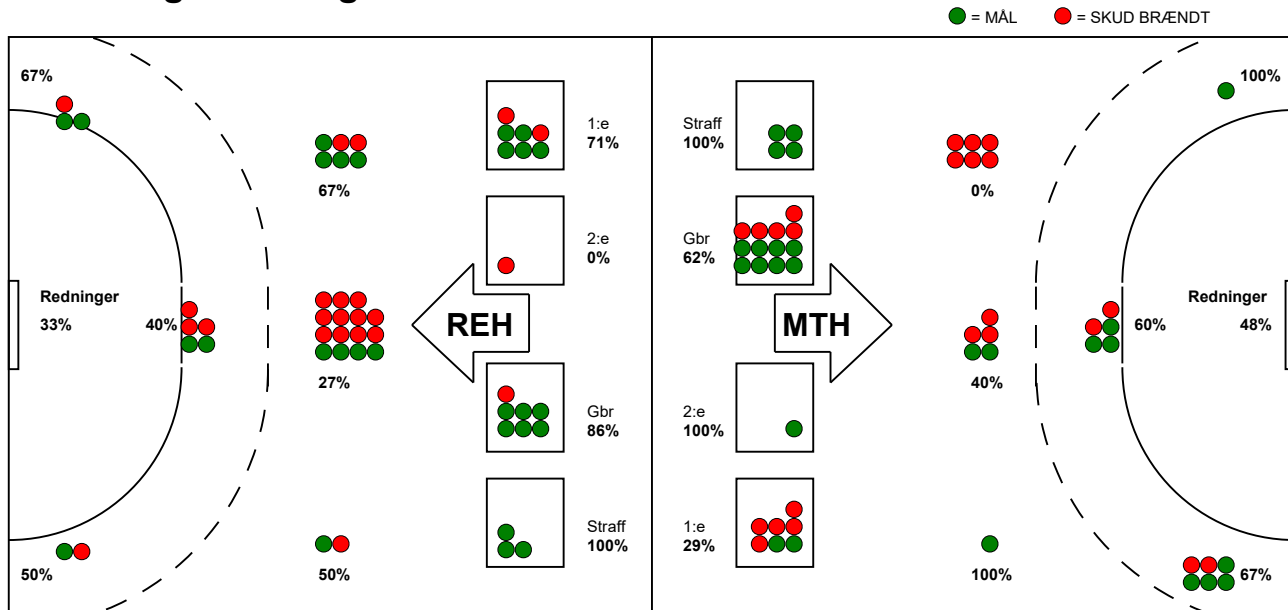 = MÅL = SKUD BRÆNDT
67%
100%
1:e
71%
Straff
100%
67%
0%
2:e
0%
Gbr
62%
Redninger
33%
40%
REH
MTH
60%
Redninger
48%
27%
40%
Gbr
86%
2:e
100%
Straff
100%
1:e
29%
50%
50%
100%
67%